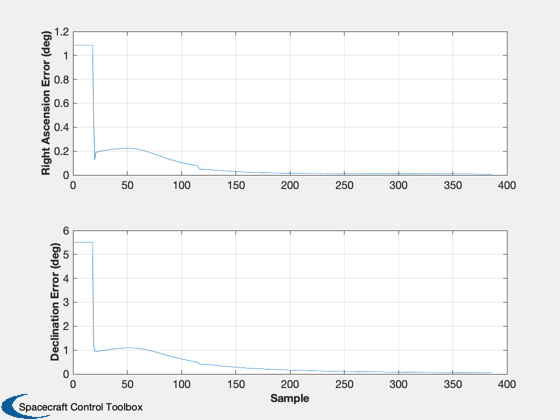 Right Ascension Error (deg)
1.2
1
0.8
0.6
0.4
0.2
0
0 50 100 150 200 250 300 350 400
Declination Error (deg)
6
5
4
3
2
1
0
0 50 100 150 200 250 300 350 400
Sample
Spacecraft Control Toolbox